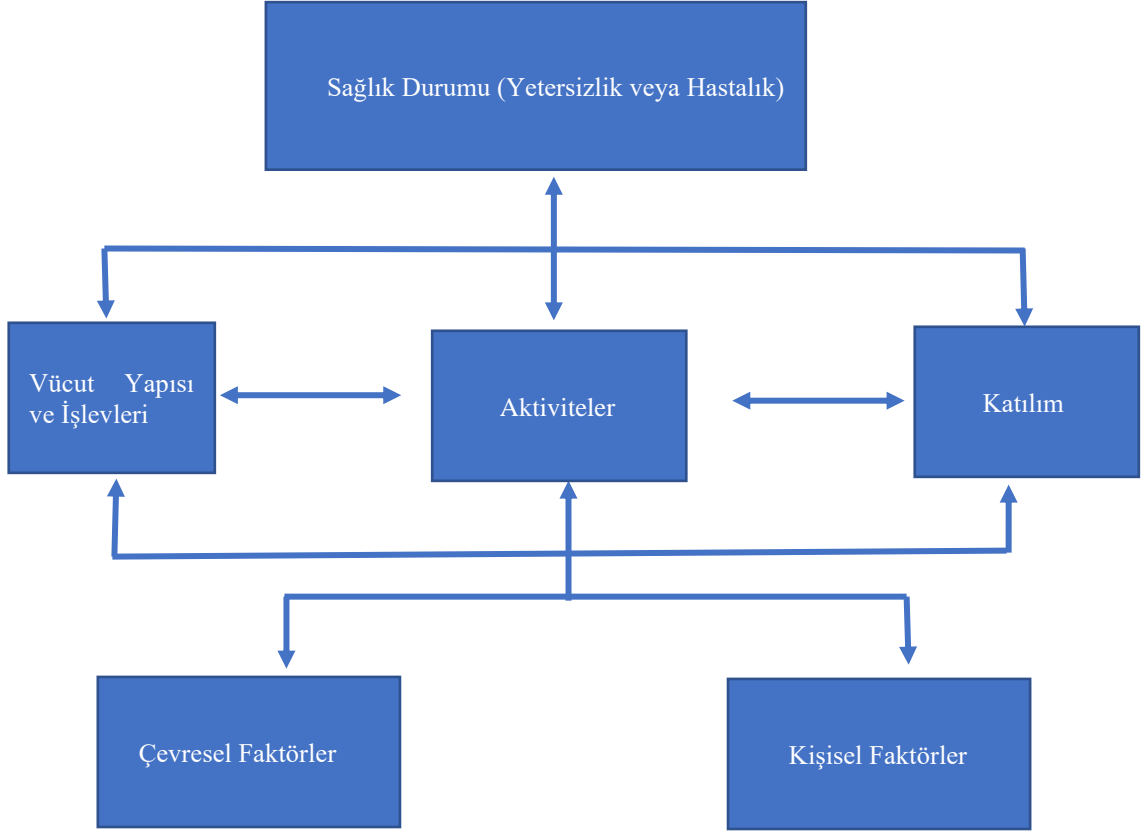 Sağlık Durumu (Yetersizlik veya Hastalık)
Vücut Yapısı
ve İşlevleri
Aktiviteler
Katılım
Çevresel Faktörler
Kişisel Faktörler